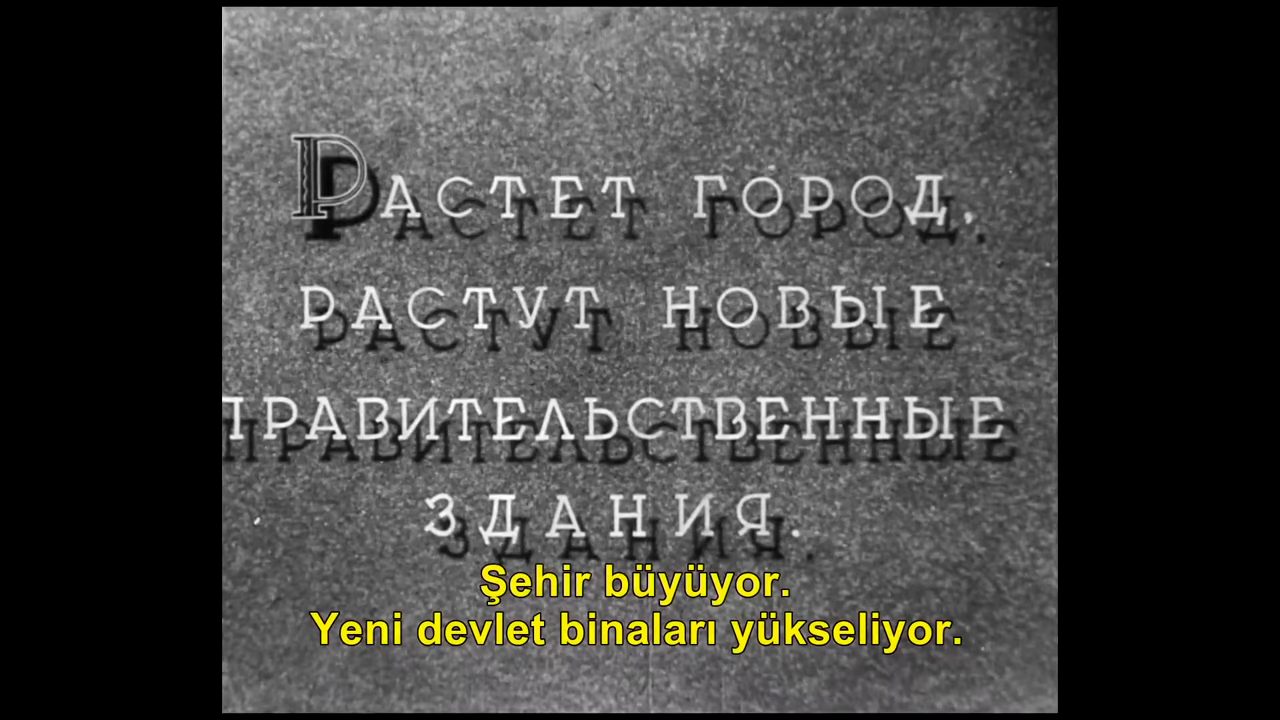 Растет город,
растут новые
правительственные
здания.
Şehir büyüyor.
Yeni devlet binaları yükseliyor.